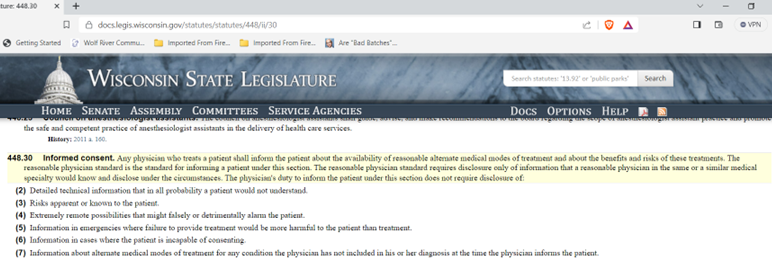 ture: 448.30
docs.legis.wisconsin.gov/statutes/statutes/448/ii/30
VPN
Getting Started Wolf River Commu... Imported From Fire... Imported From Fire... Are "Bad Batches"...
WISCONSIN STATE LEGISLATURE
Search statutes: '13.92' or 'public parks' Search
HOME SENATE ASSEMBLY COMMITTEES SERVICE AGENCIES DOCS OPTIONS HELP
the safe and competent practice of anesthesiologist assistants in the delivery of health care services.
History: 2011 a. 160.
448.30 Informed consent. Any physician who treats a patient shall inform the patient about the availability of reasonable alternate medical modes of treatment and about the benefits and risks of these treatments. The
reasonable physician standard is the standard for informing a patient under this section. The reasonable physician standard requires disclosure only of information that a reasonable physician in the same or a similar medical
specialty would know and disclose under the circumstances. The physician's duty to inform the patient under this section does not require disclosure of:
(2) Detailed technical information that in all probability a patient would not understand.
(3) Risks apparent or known to the patient.
(4) Extremely remote possibilities that might falsely or detrimentally alarm the patient.
(5) Information in emergencies where failure to provide treatment would be more harmful to the patient than treatment.
(6) Information in cases where the patient is incapable of consenting.
(7) Information about alternate medical modes of treatment for any condition the physician has not included in his or her diagnosis at the time the physician informs the patient.